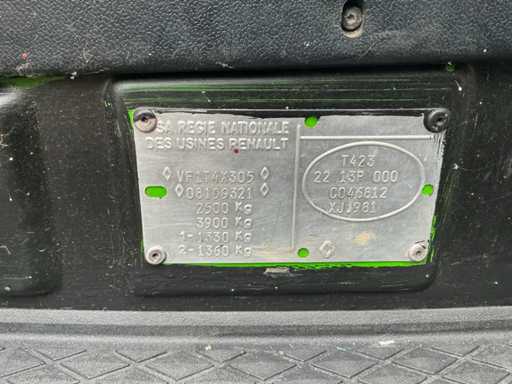 SA REGIE NATIONALE
DES USINES RENAULT
VF1T4X305
08109321
2500 Kg
3900 Kg
1-1330 Kg
2-1360 Kg
T423
22 13P 000
C046812
XJJ981